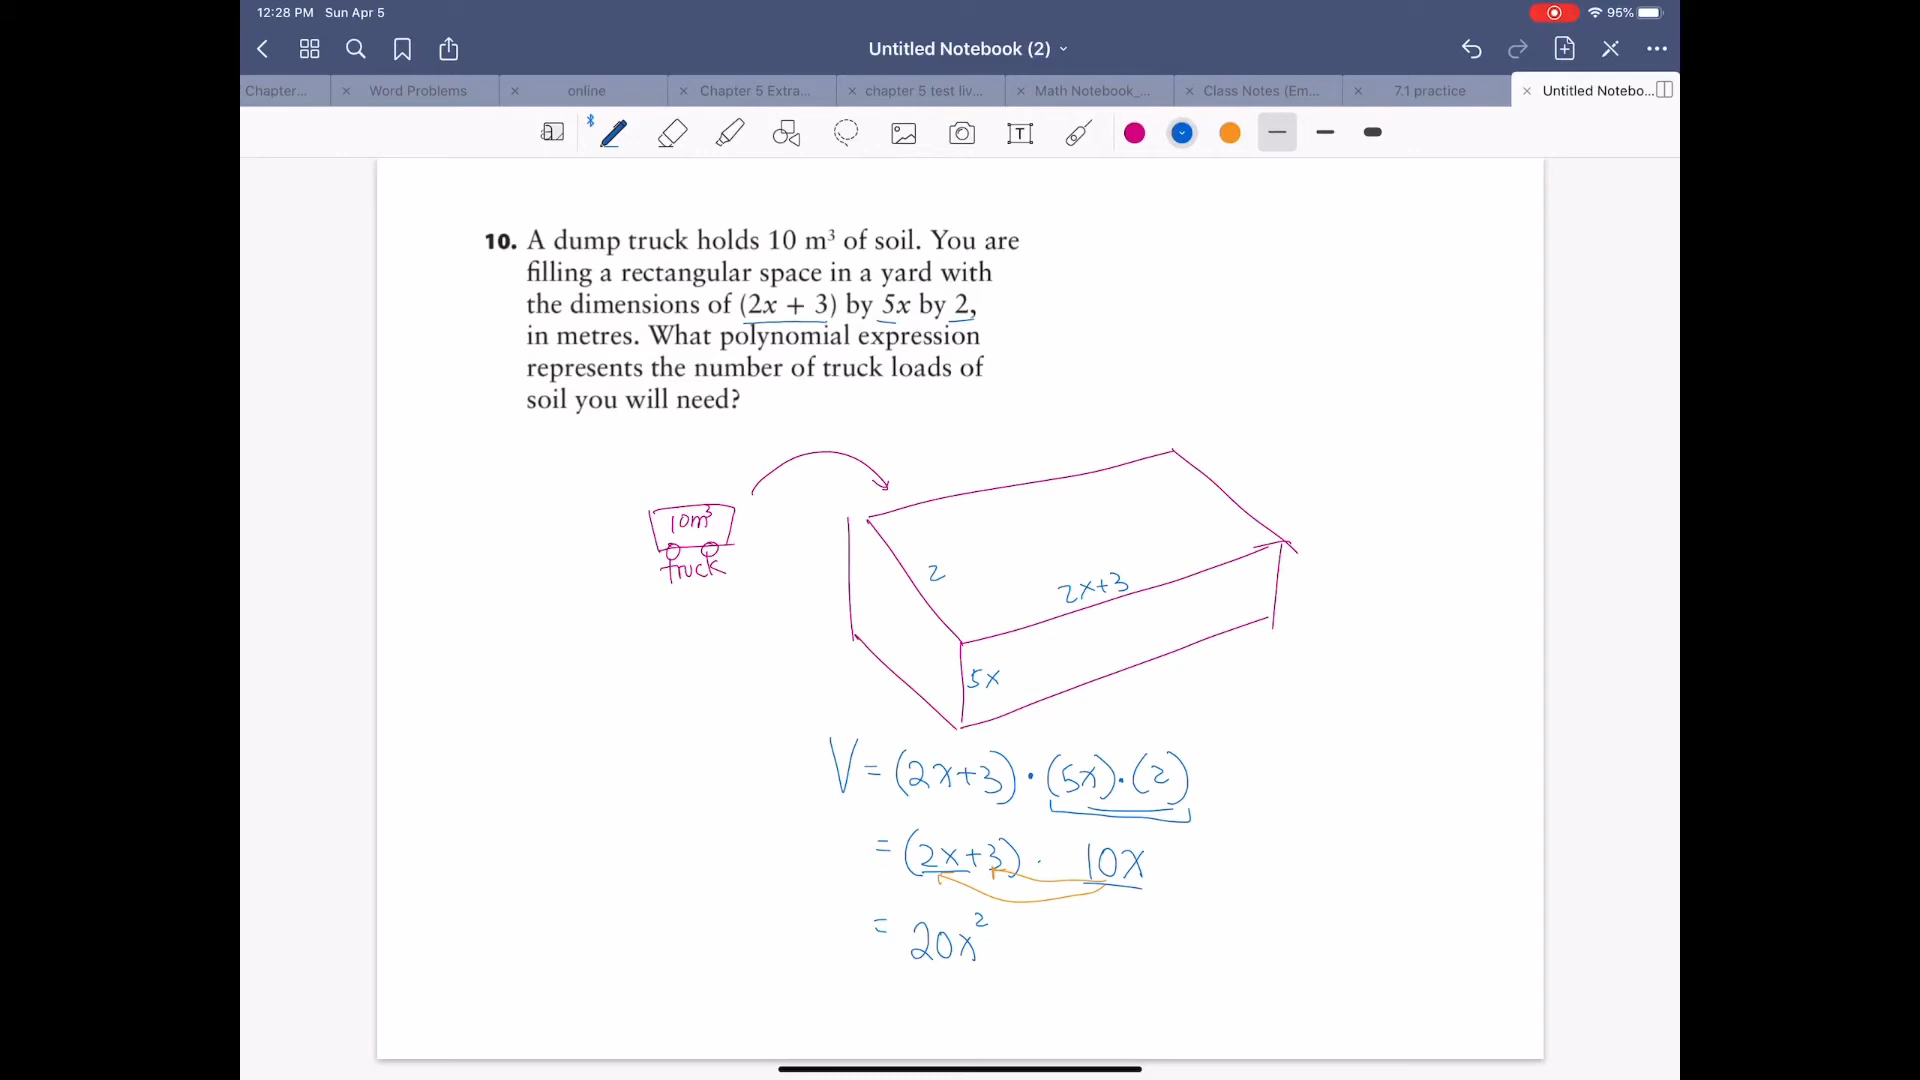 12:28 PM Sun Apr 5
95%
Untitled Notebook (2)
Chapter...
Word Problems
online
Chapter 5 Extra...
chapter 5 test liv...
Math Notebook_...
Class Notes (Em...
7.1 practice
Untitled Notebo...
10. A dump truck holds 10 m³ of soil. You are
filling a rectangular space in a yard with
the dimensions of (2x + 3) by 5x by 2,
in metres. What polynomial expression
represents the number of truck loads of
soil you will need?
10m³
truck
2
2x+3
5x
V = (2x+3) · (5x) · (2)
= (2x+3) · 10x
= 20x²